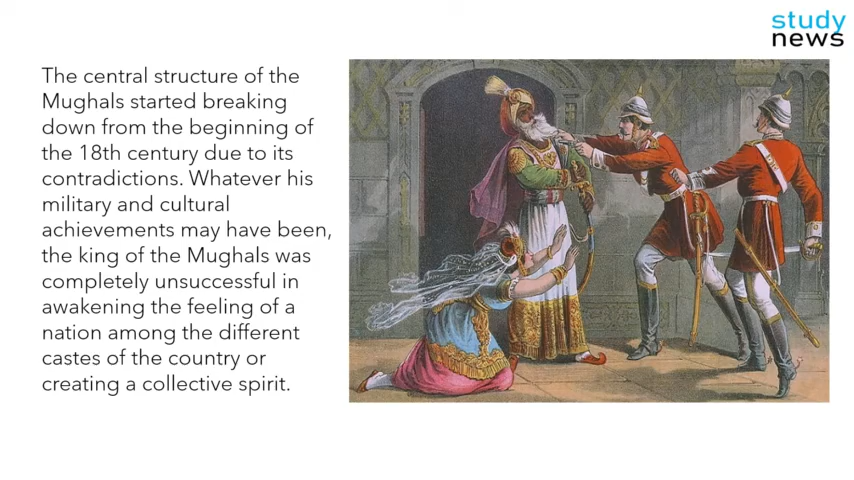 study
news
The central structure of the
Mughals started breaking
down from the beginning of
the 18th century due to its
contradictions. Whatever his
military and cultural
achievements may have been,
the king of the Mughals was
completely unsuccessful in
awakening the feeling of a
nation among the different
castes of the country or
creating a collective spirit.